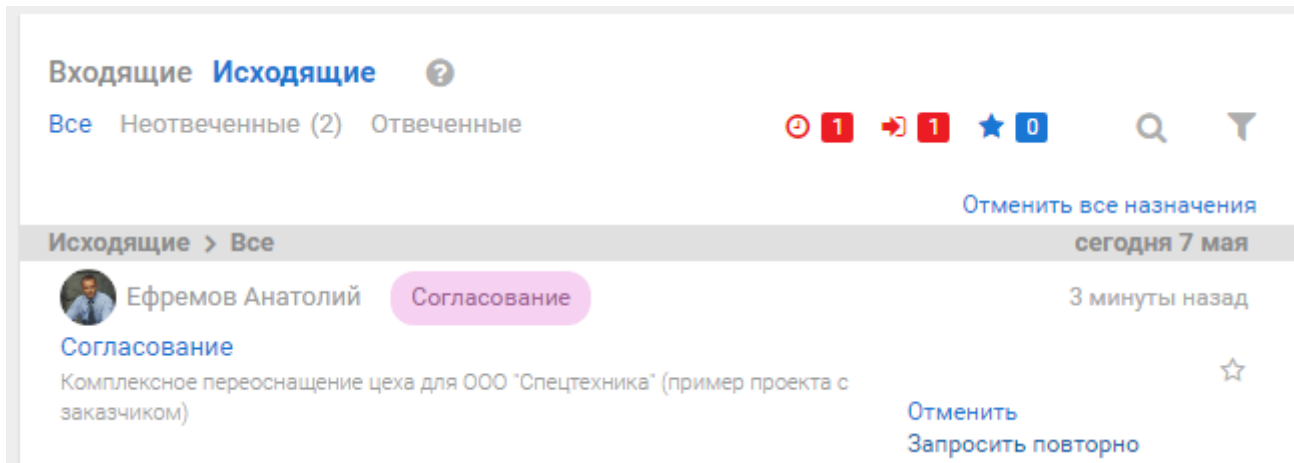 Входящие Исходящие ?
Все Неотвеченные (2) Отвеченные 1 1 0
Отменить все назначения
Исходящие > Все сегодня 7 мая
Ефремов Анатолий Согласование 3 минуты назад
Согласование
Комплексное переоснащение цеха для ООО "Спецтехника" (пример проекта с
заказчиком)
Отменить
Запросить повторно